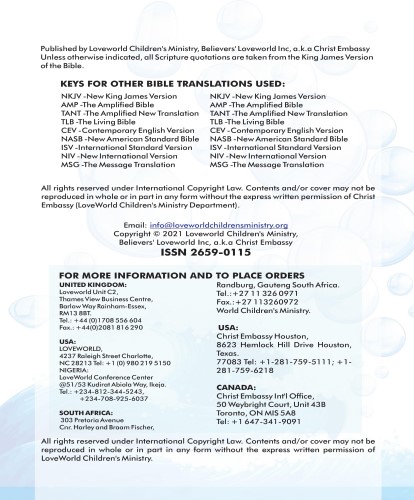 Published by Loveworld Children's Ministry, Believers' Loveworld Inc, a.k.a Christ Embassy
Unless otherwise indicated, all Scripture quotations are taken from the King James Version
of the Bible.
KEYS FOR OTHER BIBLE TRANSLATIONS USED:
NKJV -New King James Version
AMP -The Amplified Bible
TANT -The Amplified New Translation
TLB -The Living Bible
CEV -Contemporary English Version
NASB -New American Standard Bible
ISV -International Standard Version
NIV -New International Version
MSG -The Message Translation
NKJV -New King James Version
AMP -The Amplified Bible
TANT -The Amplified New Translation
TLB -The Living Bible
CEV -Contemporary English Version
NASB -New American Standard Bible
ISV -International Standard Version
NIV -New International Version
MSG -The Message Translation
All rights reserved under International Copyright Law. Contents and/or cover may not be
reproduced in whole or in part in any form without the express written permission of Christ
Embassy (LoveWorld Children's Ministry Department).
Email: info@loveworldchildrensministry.org
Copyright © 2021 Loveworld Children's Ministry,
Believers' Loveworld Inc, a.k.a Christ Embassy
ISSN 2659-0115
FOR MORE INFORMATION AND TO PLACE ORDERS
UNITED KINGDOM:
Loveworld Unit C2,
Thames View Business Centre,
Barlow Way Rainham-Essex,
RM13 8BT.
Tel.: +44 (0)1708 556 604
Fax.: +44(0)2081 816 290
USA:
LOVEWORLD,
4237 Raleigh Street Charlotte,
NC 28213 Tel: +1 (0) 980 219 5150
NIGERIA;
LoveWorld Conference Center
@51/53 Kudirat Abiola Way, Ikeja.
Tel.: +234-812-344-5243,
+234-708-925-6037
SOUTH AFRICA:
303 Pretoria Avenue
Cnr. Harley and Braam Fischer,
Randburg, Gauteng South Africa.
Tel.:+27 11 326 0971
Fax.:+27 113260972
World Children's Ministry.
USA:
Christ Embassy Houston,
8623 Hemlock Hill Drive Houston,
Texas.
77083 Tel: +1-281-759-5111; +1-
281-759-6218
CANADA:
Christ Embassy Int'l Office,
50 Weybright Court, Unit 43B
Toronto, ON MIS 5A8
Tel: +1 647-341-9091
All rights reserved under International Copyright Law. Contents and/or cover may not be
reproduced in whole or in part in any form without the express written permission of
LoveWorld Children's Ministry.